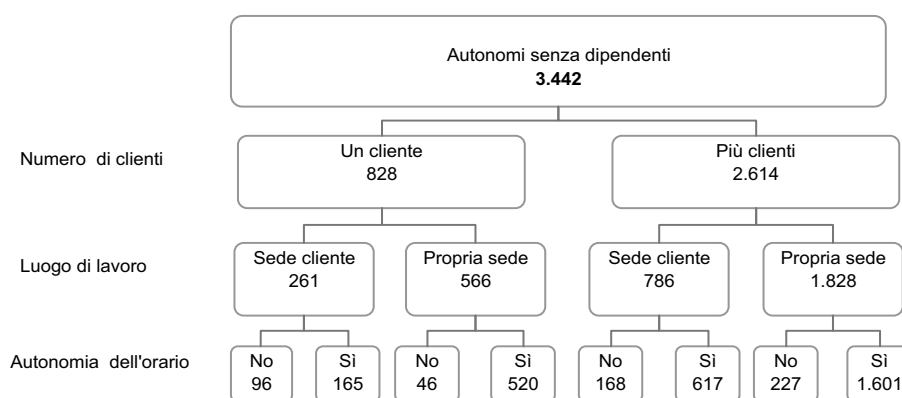 Autonomi senza dipendenti
3.442
Numero di clienti
Un cliente
828
Più clienti
2.614
Luogo di lavoro
Sede cliente
261
Propria sede
566
Sede cliente
786
Propria sede
1.828
Autonomia dell'orario
No
96
Sì
165
No
46
Sì
520
No
168
Sì
617
No
227
Sì
1.601